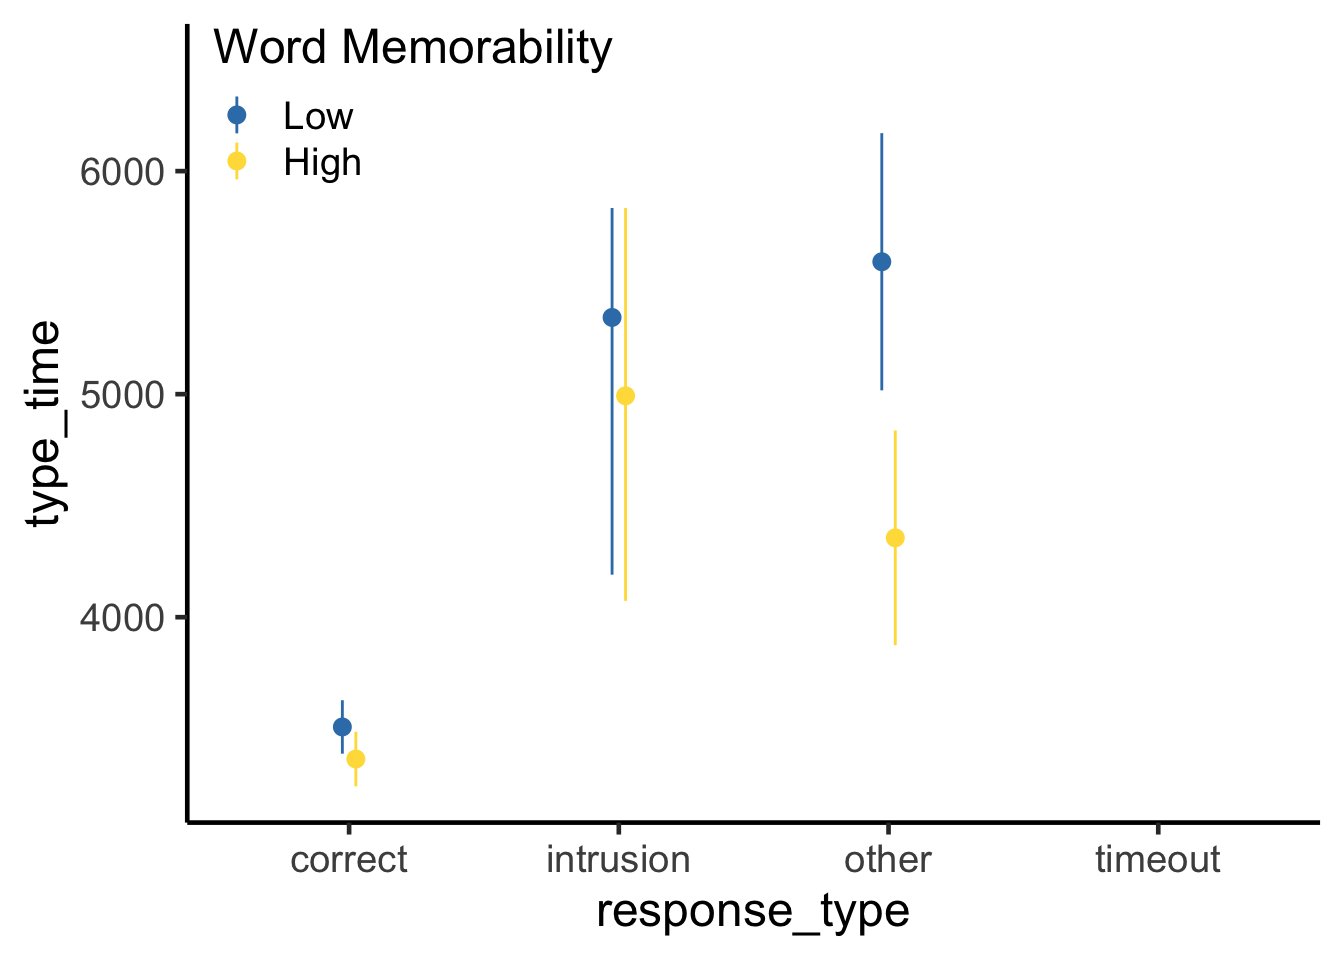 Word Memorability
Low
High
6000
5000
4000
type_time
correct intrusion other timeout
response_type